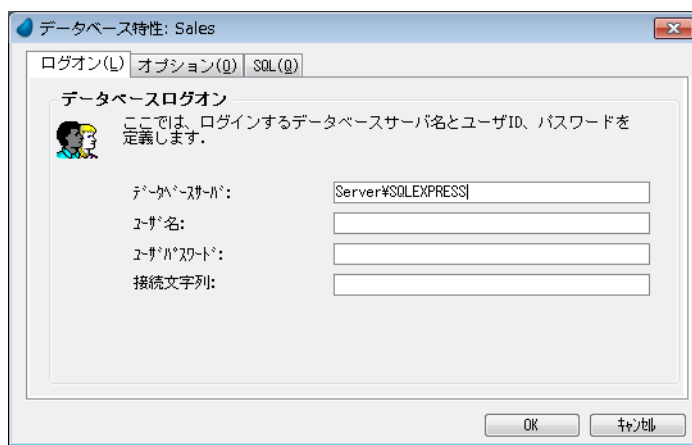 データベース特性: Sales
ログオン(L) オプション(O) SQL(Q)
データベースログオン
ここでは、ログインするデータベースサーバ名とユーザID、パスワードを
定義します.
ﾃﾞｰﾀﾍﾞｰｽｻｰﾊﾞ: Server¥SQLEXPRESS
ﾕｰｻﾞ名:
ﾕｰｻﾞﾊﾟｽﾜｰﾄﾞ:
接続文字列:
OK ｷｬﾝｾﾙ